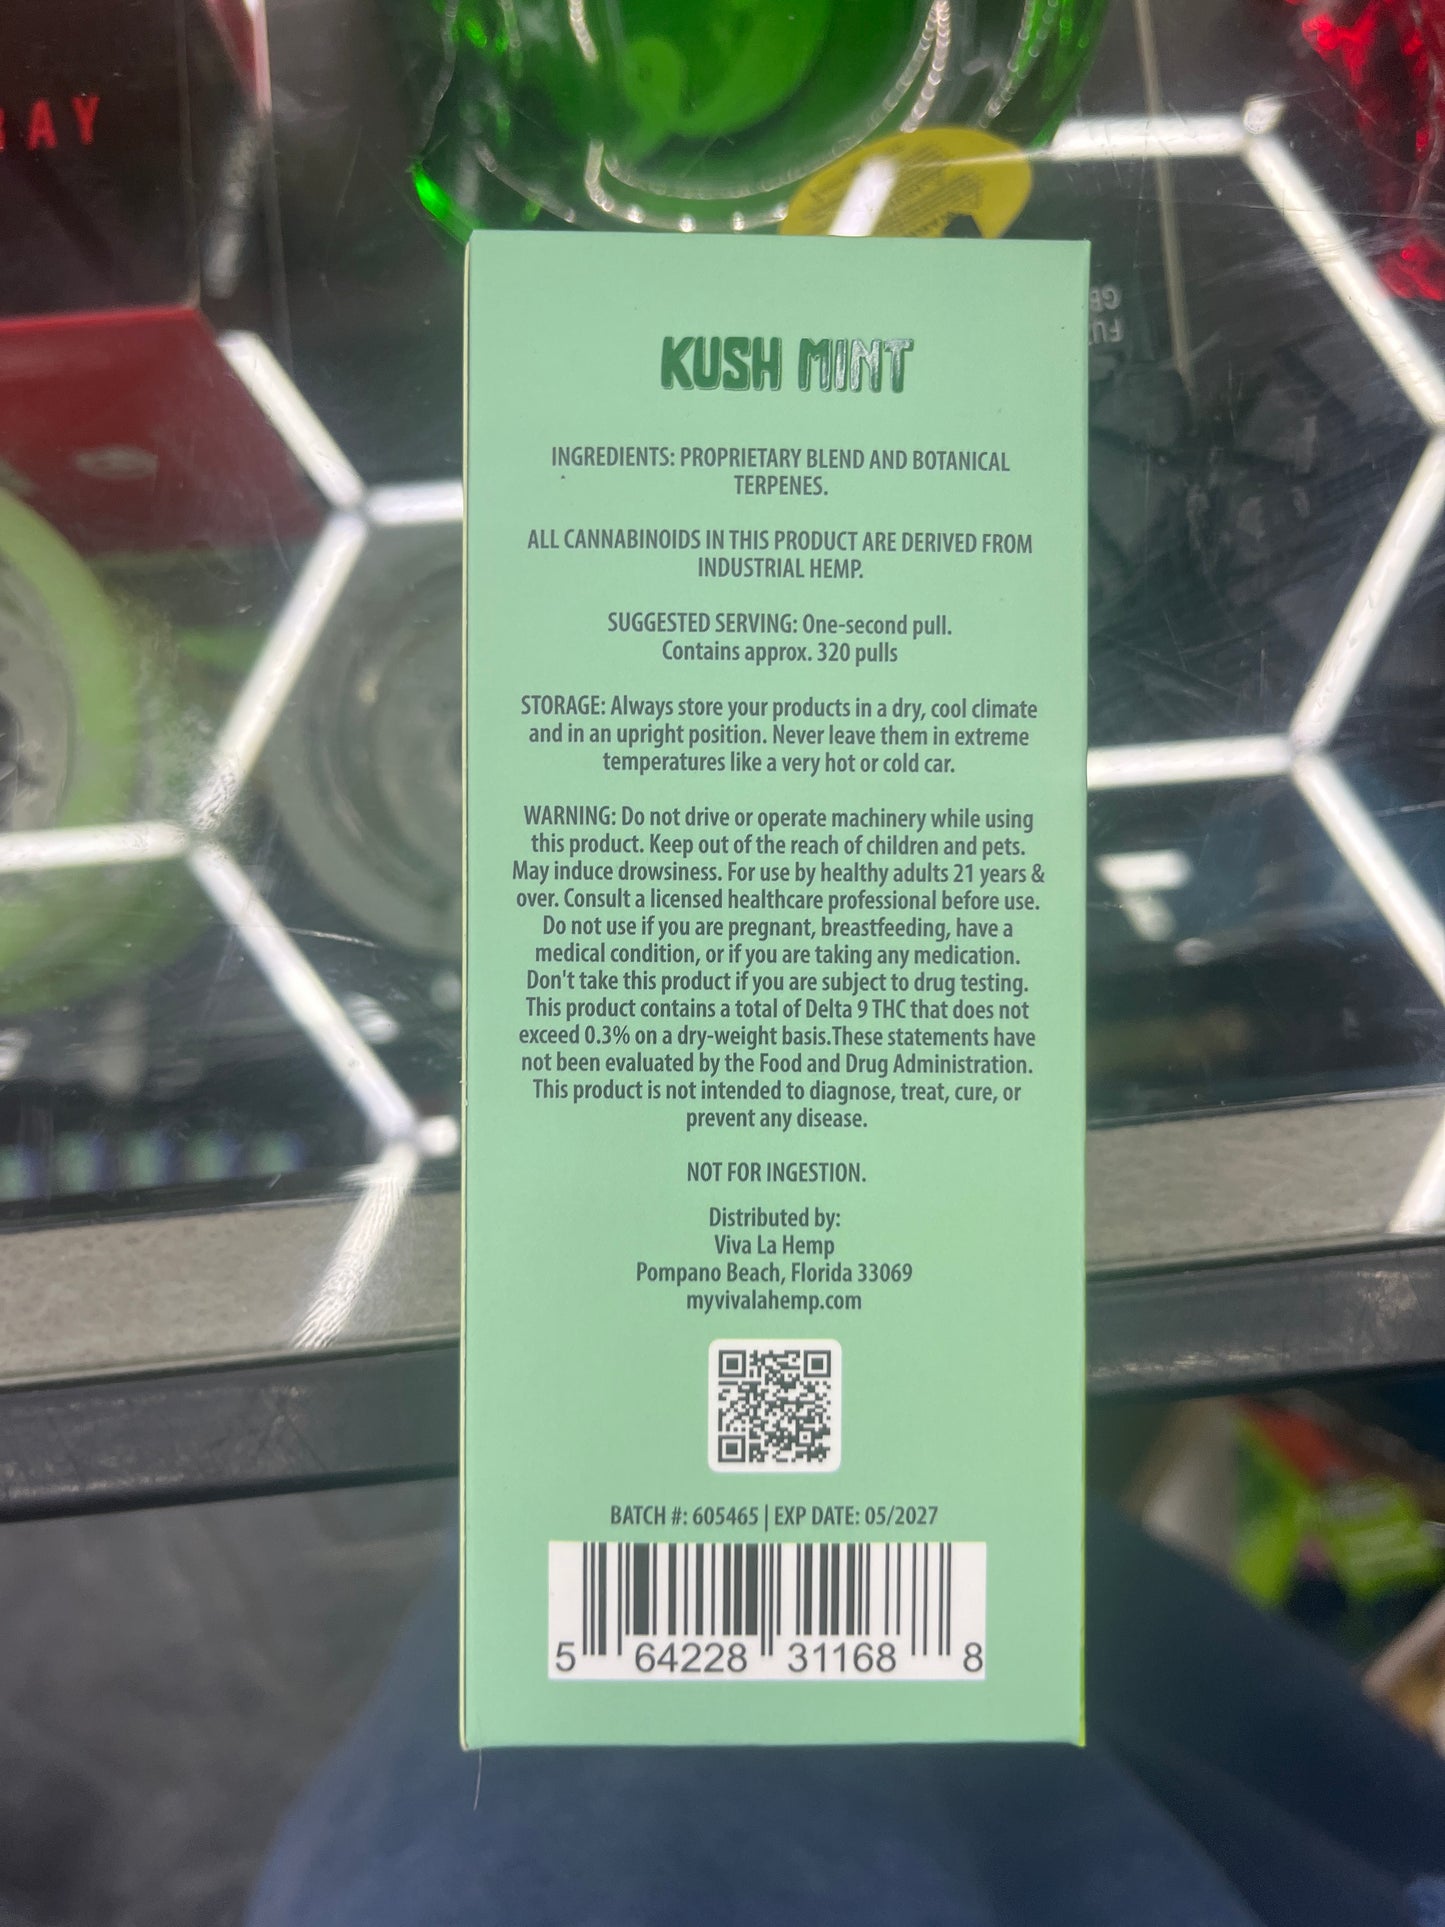 RAY
KUSH MINT
INGREDIENTS: PROPRIETARY BLEND AND BOTANICAL
TERPENES.
ALL CANNABINOIDS IN THIS PRODUCT ARE DERIVED FROM
INDUSTRIAL HEMP.
SUGGESTED SERVING: One-second pull.
Contains approx. 320 pulls
STORAGE: Always store your products in a dry, cool climate
and in an upright position. Never leave them in extreme
temperatures like a very hot or cold car.
WARNING: Do not drive or operate machinery while using
this product. Keep out of the reach of children and pets.
May induce drowsiness. For use by healthy adults 21 years &
over. Consult a licensed healthcare professional before use.
Do not use if you are pregnant, breastfeeding, have a
medical condition, or if you are taking any medication.
Don't take this product if you are subject to drug testing.
This product contains a total of Delta 9 THC that does not
exceed 0.3% on a dry-weight basis.These statements have
not been evaluated by the Food and Drug Administration.
This product is not intended to diagnose, treat, cure, or
prevent any disease.
NOT FOR INGESTION.
Distributed by:
Viva La Hemp
Pompano Beach, Florida 33069
myvivalahemp.com
BATCH #: 605465 | EXP DATE: 05/2027
5 64228 31168 8